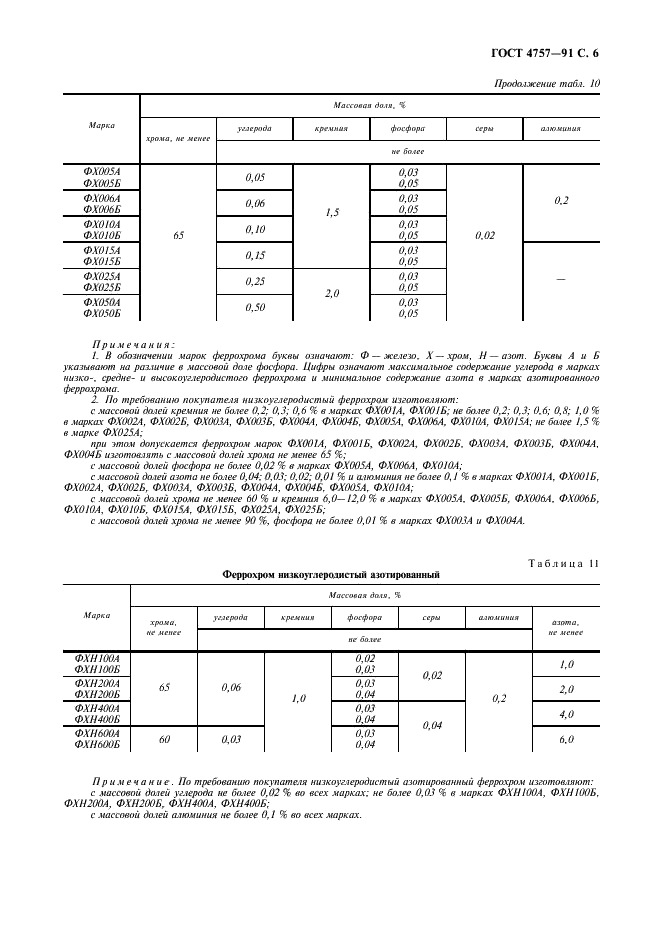 ГОСТ 4757—91 С. 6
Продолжение табл. 10
Марка
Массовая доля, %
хрома, не менее
углерода
кремния
фосфора
серы
алюминия
не более
ФХ005А
ФХ005Б
65
0,05
1,5
0,03
0,05
0,02
0,2
ФХ006А
ФХ006Б
0,06
0,03
0,05
ФХ010А
ФХ010Б
0,10
0,03
0,05
ФХ015А
ФХ015Б
0,15
0,03
0,05
—
ФХ025А
ФХ025Б
0,25
2,0
0,03
0,05
ФХ050А
ФХ050Б
0,50
0,03
0,05
Примечания:
1. В обозначении марок феррохрома буквы означают: Ф — железо, Х — хром, Н — азот. Буквы А и Б
указывают на различие в массовой доле фосфора. Цифры означают максимальное содержание углерода в марках
низко-, средне- и высокоуглеродистого феррохрома и минимальное содержание азота в марках азотированного
феррохрома.
2. По требованию покупателя низкоуглеродистый феррохром изготовляют:
с массовой долей кремния не более 0,2; 0,3; 0,6 % в марках ФХ001А, ФХ001Б; не более 0,2; 0,3; 0,6; 0,8; 1,0 %
в марках ФХ002А, ФХ002Б, ФХ003А, ФХ003Б, ФХ004А, ФХ004Б, ФХ005А, ФХ006А, ФХ010А, ФХ015А; не более 1,5 %
в марке ФХ025А;
при этом допускается феррохром марок ФХ001А, ФХ001Б, ФХ002А, ФХ002Б, ФХ003А, ФХ003Б, ФХ004А,
ФХ004Б изготовлять с массовой долей хрома не менее 65 %;
с массовой долей фосфора не более 0,02 % в марках ФХ005А, ФХ006А, ФХ010А;
с массовой долей азота не более 0,04; 0,03; 0,02; 0,01 % и алюминия не более 0,1 % в марках ФХ001А, ФХ001Б,
ФХ002А, ФХ002Б, ФХ003А, ФХ003Б, ФХ004А, ФХ004Б, ФХ005А, ФХ010А;
с массовой долей хрома не менее 60 % и кремния 6,0—12,0 % в марках ФХ005А, ФХ005Б, ФХ006А, ФХ006Б,
ФХ010А, ФХ010Б, ФХ015А, ФХ015Б, ФХ025А, ФХ025Б;
с массовой долей хрома не менее 90 %, фосфора не более 0,01 % в марках ФХ003А и ФХ004А.
Таблица 11
Феррохром низкоуглеродистый азотированный
Марка
Массовая доля, %
хрома,
не менее
углерода
кремния
фосфора
серы
алюминия
азота,
не менее
не более
ФХН100А
ФХН100Б
65
0,06
1,0
0,02
0,03
0,02
0,2
1,0
ФХН200А
ФХН200Б
0,03
0,04
2,0
ФХН400А
ФХН400Б
0,03
0,04
0,04
4,0
ФХН600А
ФХН600Б
60
0,03
0,03
0,04
6,0
Примечание. По требованию покупателя низкоуглеродистый азотированный феррохром изготовляют:
с массовой долей углерода не более 0,02 % во всех марках; не более 0,03 % в марках ФХН100А, ФХН100Б,
ФХН200А, ФХН200Б, ФХН400А, ФХН400Б;
с массовой долей алюминия не более 0,1 % во всех марках.